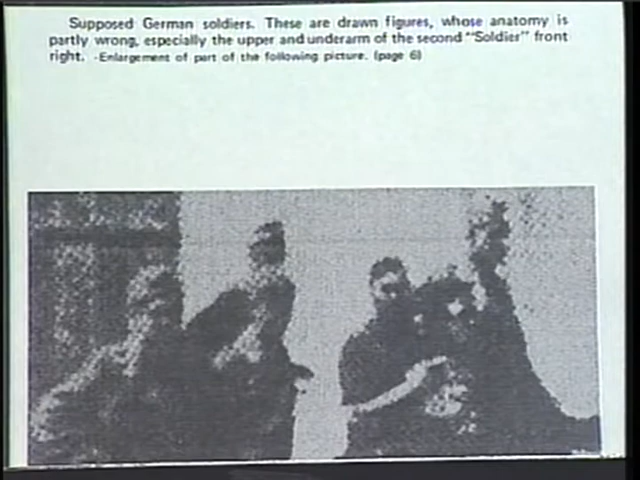 Supposed German soldiers. These are drawn figures, whose anatomy is
partly wrong, especially the upper and underarm of the second "Soldier" front
right. -Enlargement of part of the following picture. (page 6)